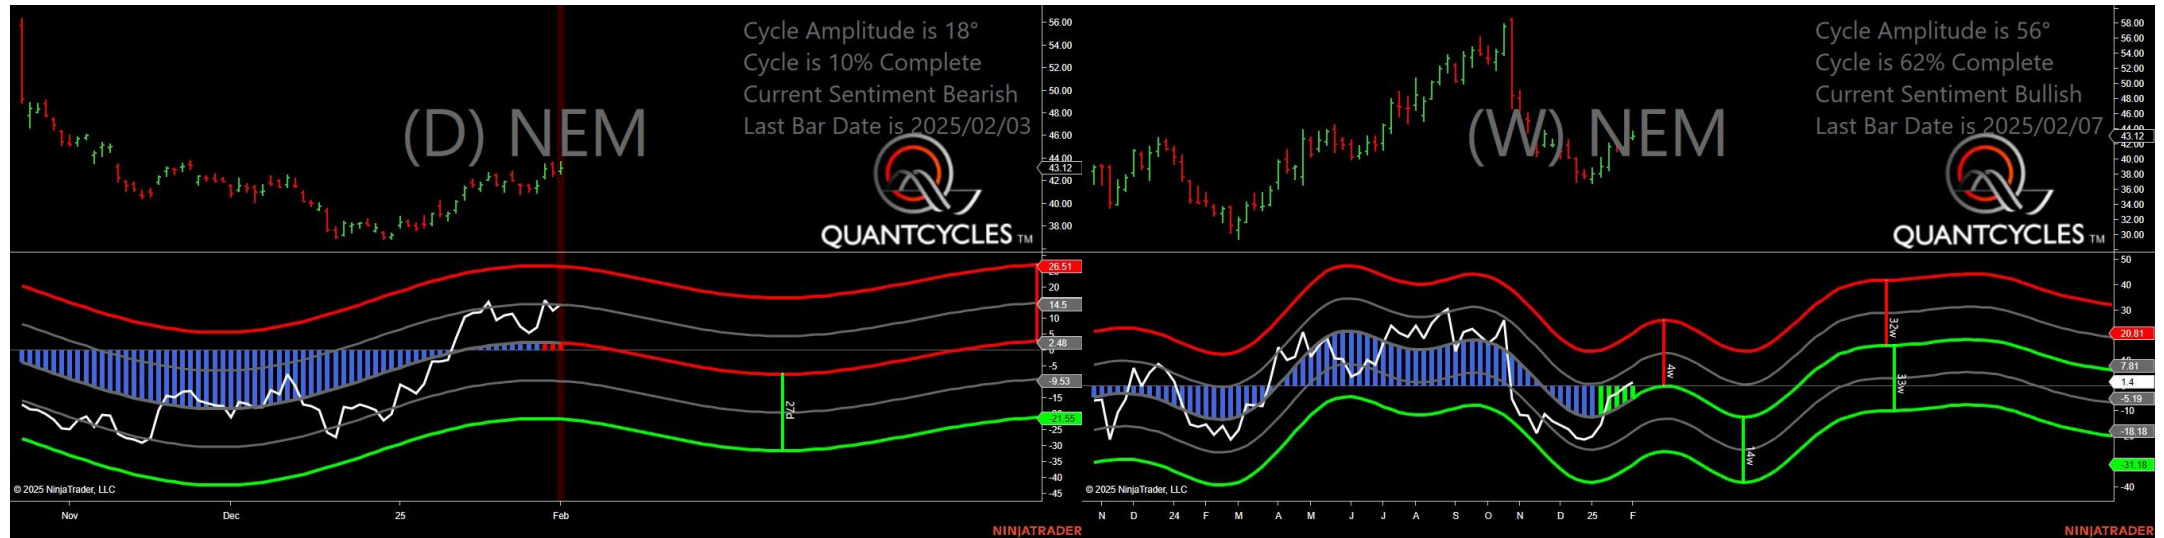 Cycle Amplitude is 18°
Cycle is 10% Complete
Current Sentiment Bearish
Last Bar Date is 2025/02/03
(D) NEM
QUANTCYCLES TM
56.00
54.00
52.00
50.00
48.00
46.00
44.00
43.12
42.00
40.00
38.00
26.51
20
14.5
10
5
2.48
-5
-9.53
-15
-21.55
-25
-30
-35
-40
-45
27d
© 2025 NinjaTrader, LLC
Nov
Dec
25
Feb
NINJATRADER
Cycle Amplitude is 56°
Cycle is 62% Complete
Current Sentiment Bullish
Last Bar Date is 2025/02/07
(W) NEM
QUANTCYCLES TM
58.00
56.00
54.00
52.00
50.00
48.00
46.00
44.00
43.12
42.00
40.00
38.00
36.00
34.00
32.00
30.00
50
40
30
20.81
7.81
1.4
-5.19
-10
-18.18
-31.18
-40
4w
14w
32w
33w
© 2025 NinjaTrader, LLC
N
D
24
F
M
A
M
J
J
A
S
O
N
D
25
F
NINJATRADER